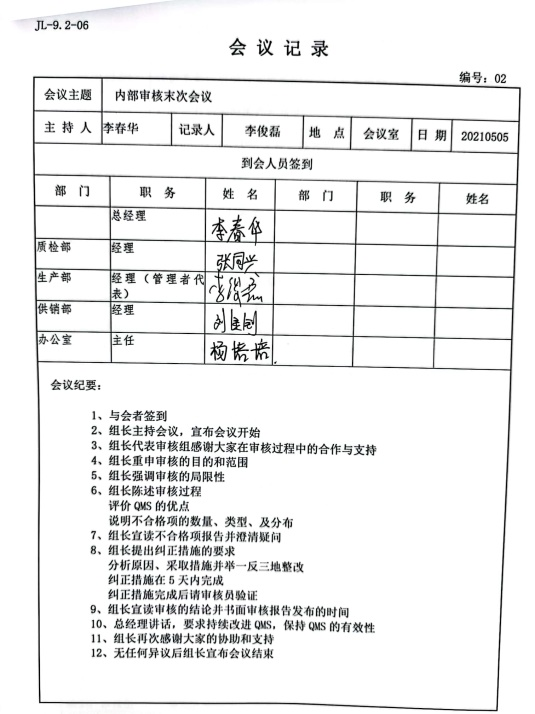 JL-9.2-06
会 议 记 录
编号：02
会议主题 内部审核末次会议
主 持 人 李春华 记录人 李俊磊 地 点 会议室 日 期 20210505
到会人员签到
部 门 职 务 姓 名 部 门 职 务 姓名
总经理 李春华
质检部 经理 张同兴
生产部 经理（管理者代
表） 李俊磊
供销部 经理 刘
办公室 主任 杨培培
会议纪要：
1、与会者签到
2、组长主持会议，宣布会议开始
3、组长代表审核组感谢大家在审核过程中的合作与支持
4、组长重申审核的目的和范围
5、组长强调审核的局限性
6、组长陈述审核过程
评价 QMS 的优点
说明不合格项的数量、类型、及分布
7、组长宣读不合格项报告并澄清疑问
8、组长提出纠正措施的要求
分析原因、采取措施并举一反三地整改
纠正措施在 5 天内完成
纠正措施完成后请审核员验证
9、组长宣读审核的结论并书面审核报告发布的时间
10、总经理讲话，要求持续改进 QMS，保持 QMS 的有效性
11、组长再次感谢大家的协助和支持
12、无任何异议后组长宣布会议结束